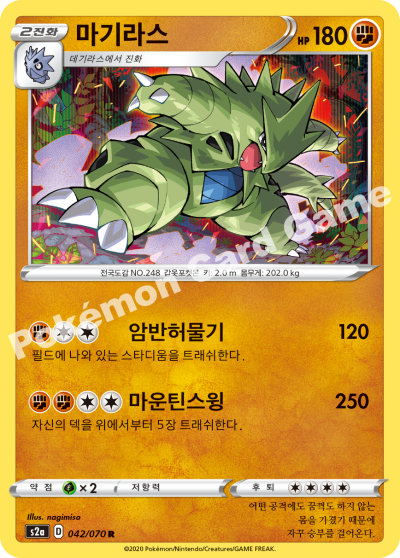 2진화
마기라스
HP 180
데기라스에서 진화
전국도감 NO.248 갑옷포켓몬 키: 2.0 m 몸무게: 202.0 kg
Pokémon Card Game
암반허물기 120
필드에 나와 있는 스타디움을 트래쉬한다.
마운틴스윙 250
자신의 덱을 위에서부터 5장 트래쉬한다.
약점 ×2 저항력 후퇴
Illus. nagimiso
s2a D 042/070 R
어떤 공격에도 꿈쩍도 하지 않는
몸을 가졌기 때문에
자꾸 승부를 걸어온다.
©2020 Pokémon/Nintendo/Creatures/GAME FREAK.